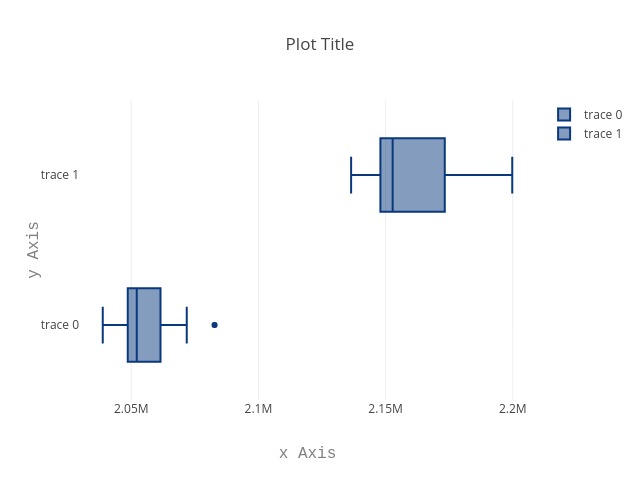 Plot Title
trace 0
trace 1
trace 1
trace 0
y Axis
2.05M
2.1M
2.15M
2.2M
x Axis